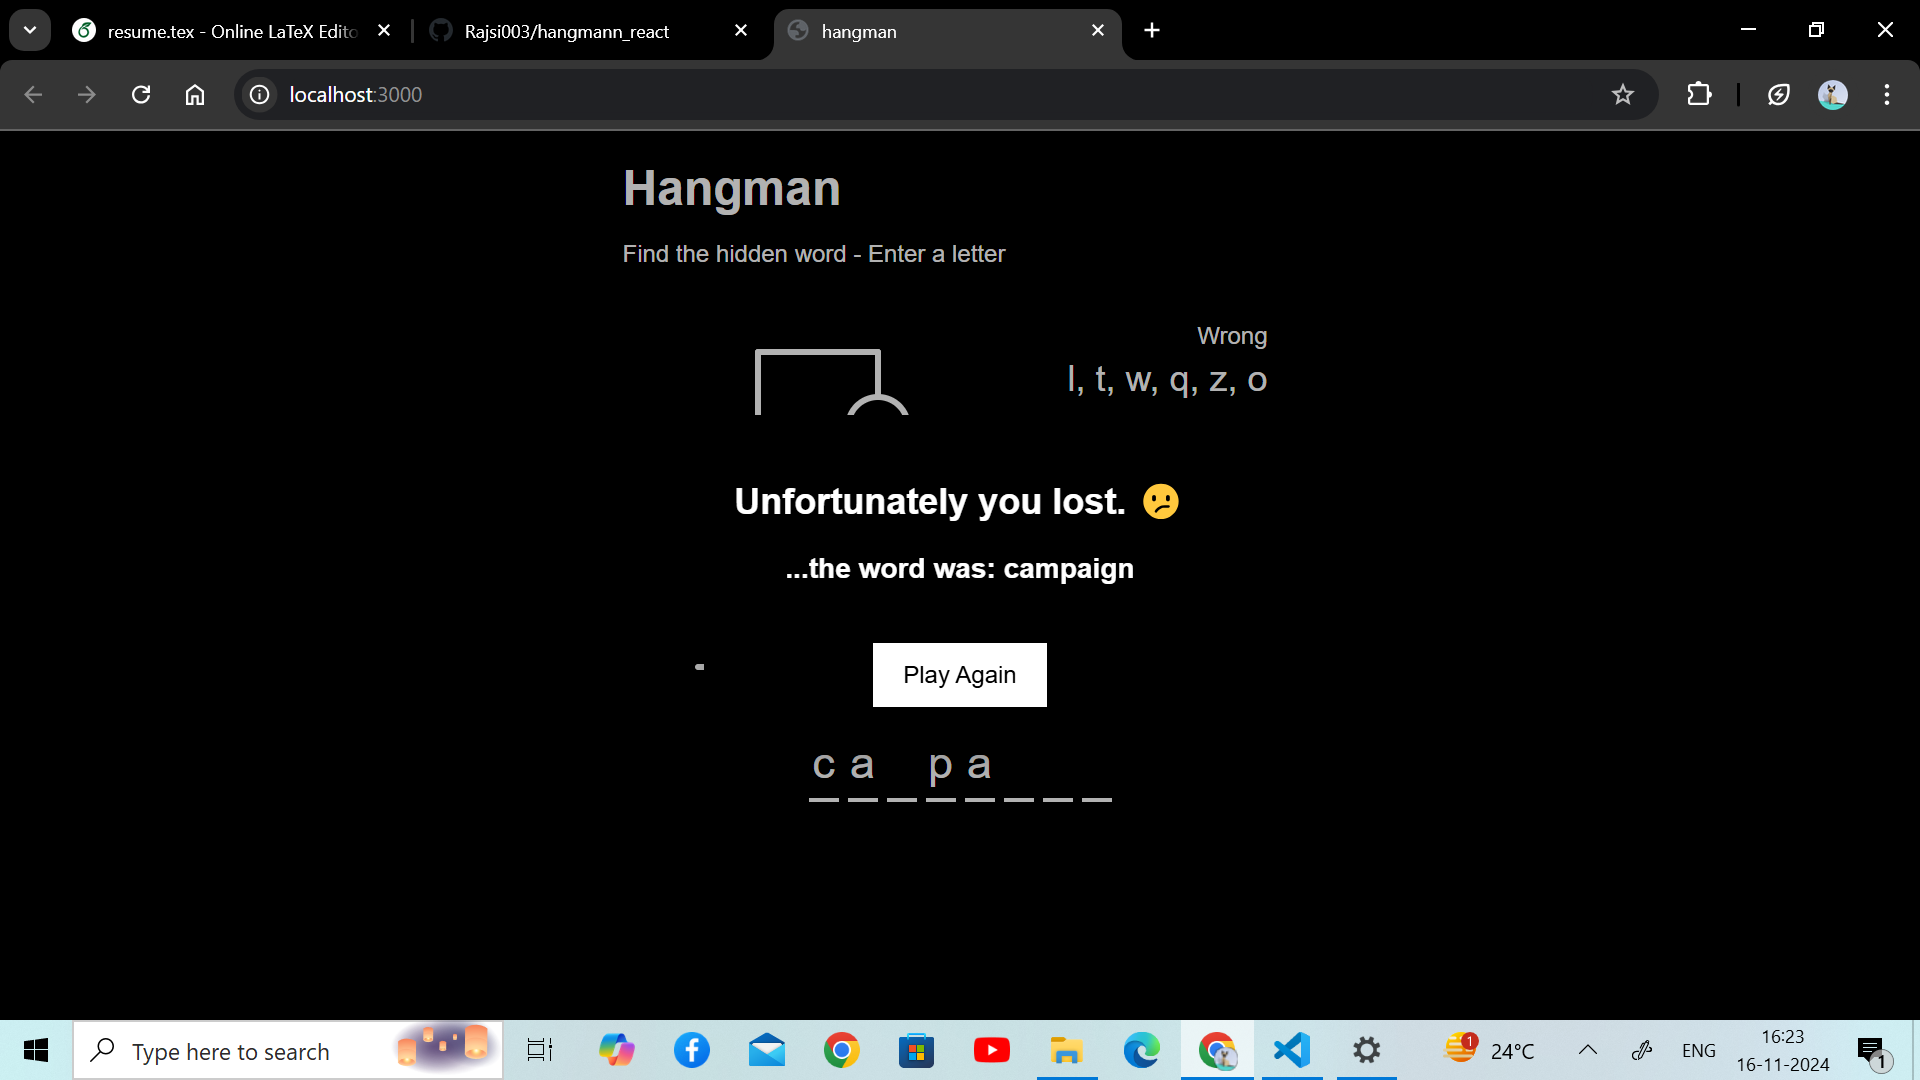 resume.tex - Online LaTeX Edito
Rajsi003/hangmann_react
hangman
localhost:3000
Hangman
Find the hidden word - Enter a letter
Wrong
l, t, w, q, z, o
Unfortunately you lost. 😕
...the word was: campaign
Play Again
c a _ p a _ _ _
Type here to search
1
24°C
ENG
16:23
16-11-2024
1